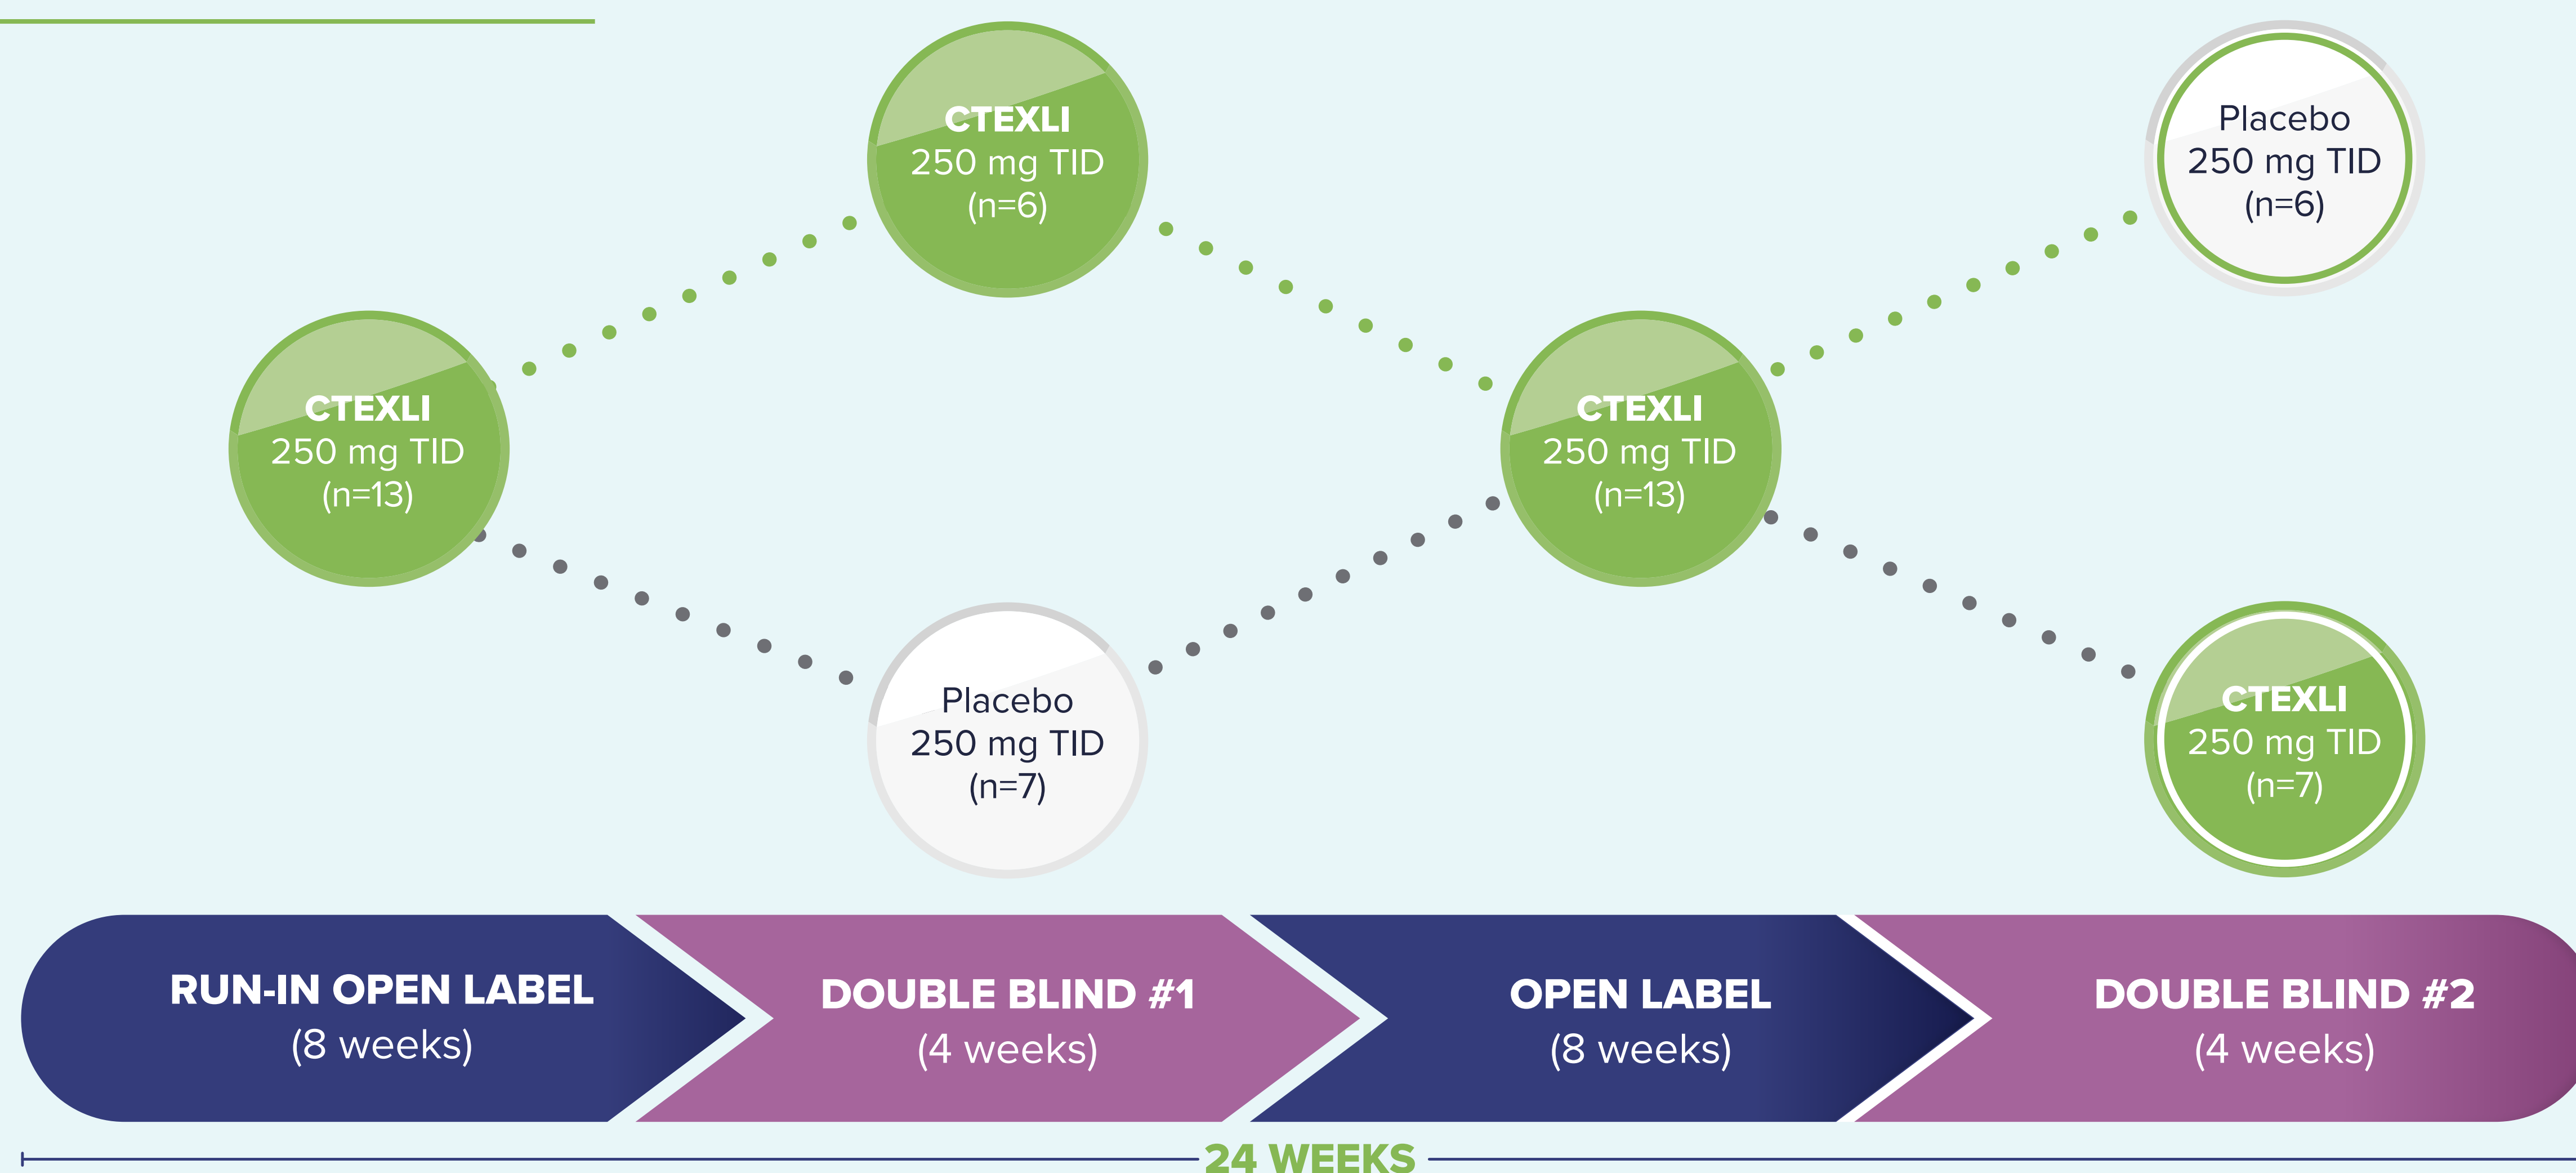 CTEXLI
250 mg TID
(n=13)
CTEXLI
250 mg TID
(n=6)
Placebo
250 mg TID
(n=7)
CTEXLI
250 mg TID
(n=13)
Placebo
250 mg TID
(n=6)
CTEXLI
250 mg TID
(n=7)
RUN-IN OPEN LABEL
(8 weeks)
DOUBLE BLIND #1
(4 weeks)
OPEN LABEL
(8 weeks)
DOUBLE BLIND #2
(4 weeks)
24 WEEKS